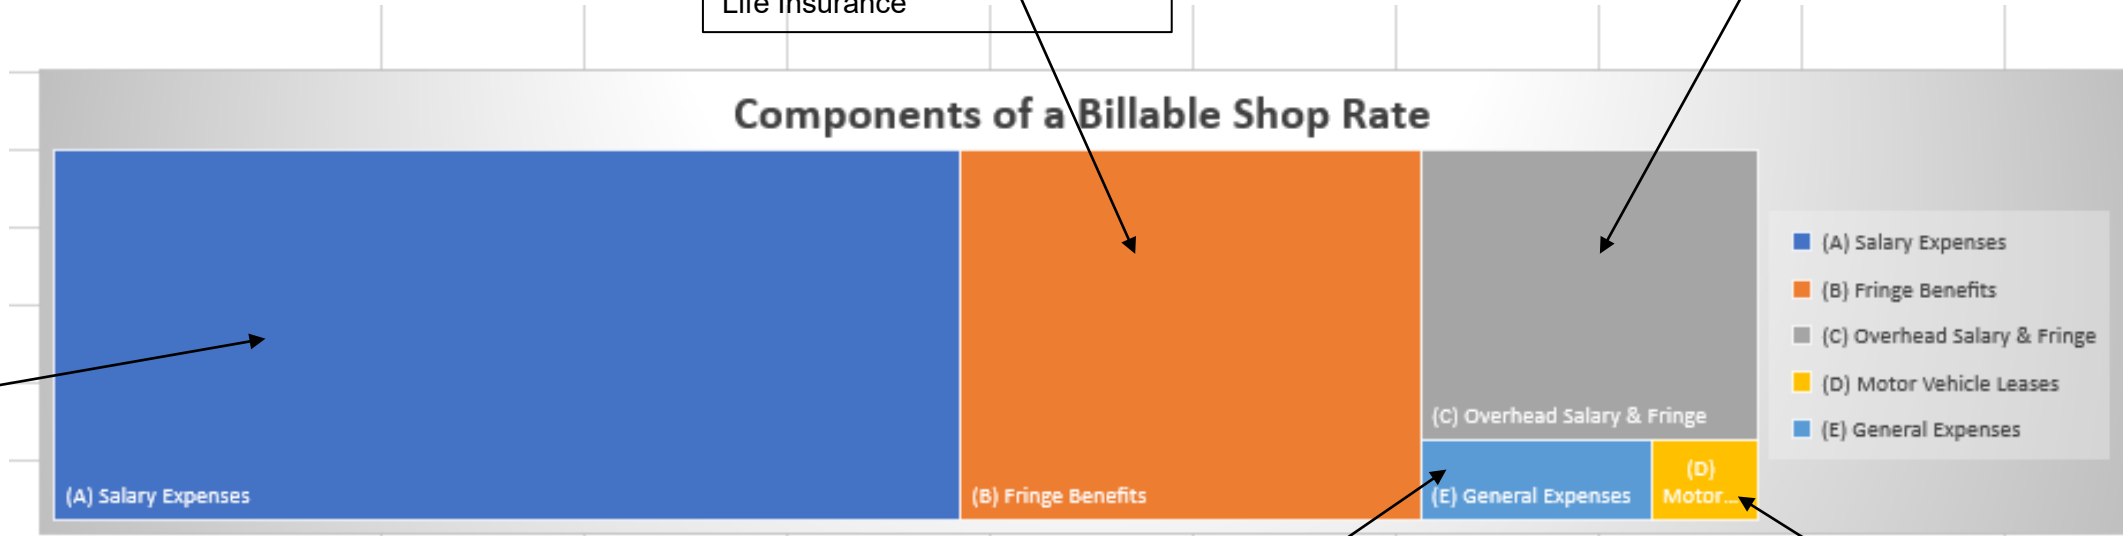 Life Insurance
Components of a Billable Shop Rate
(A) Salary Expenses
(B) Fringe Benefits
(C) Overhead Salary & Fringe
(E) General Expenses
(D)
Motor...
(A) Salary Expenses
(B) Fringe Benefits
(C) Overhead Salary & Fringe
(D) Motor Vehicle Leases
(E) General Expenses